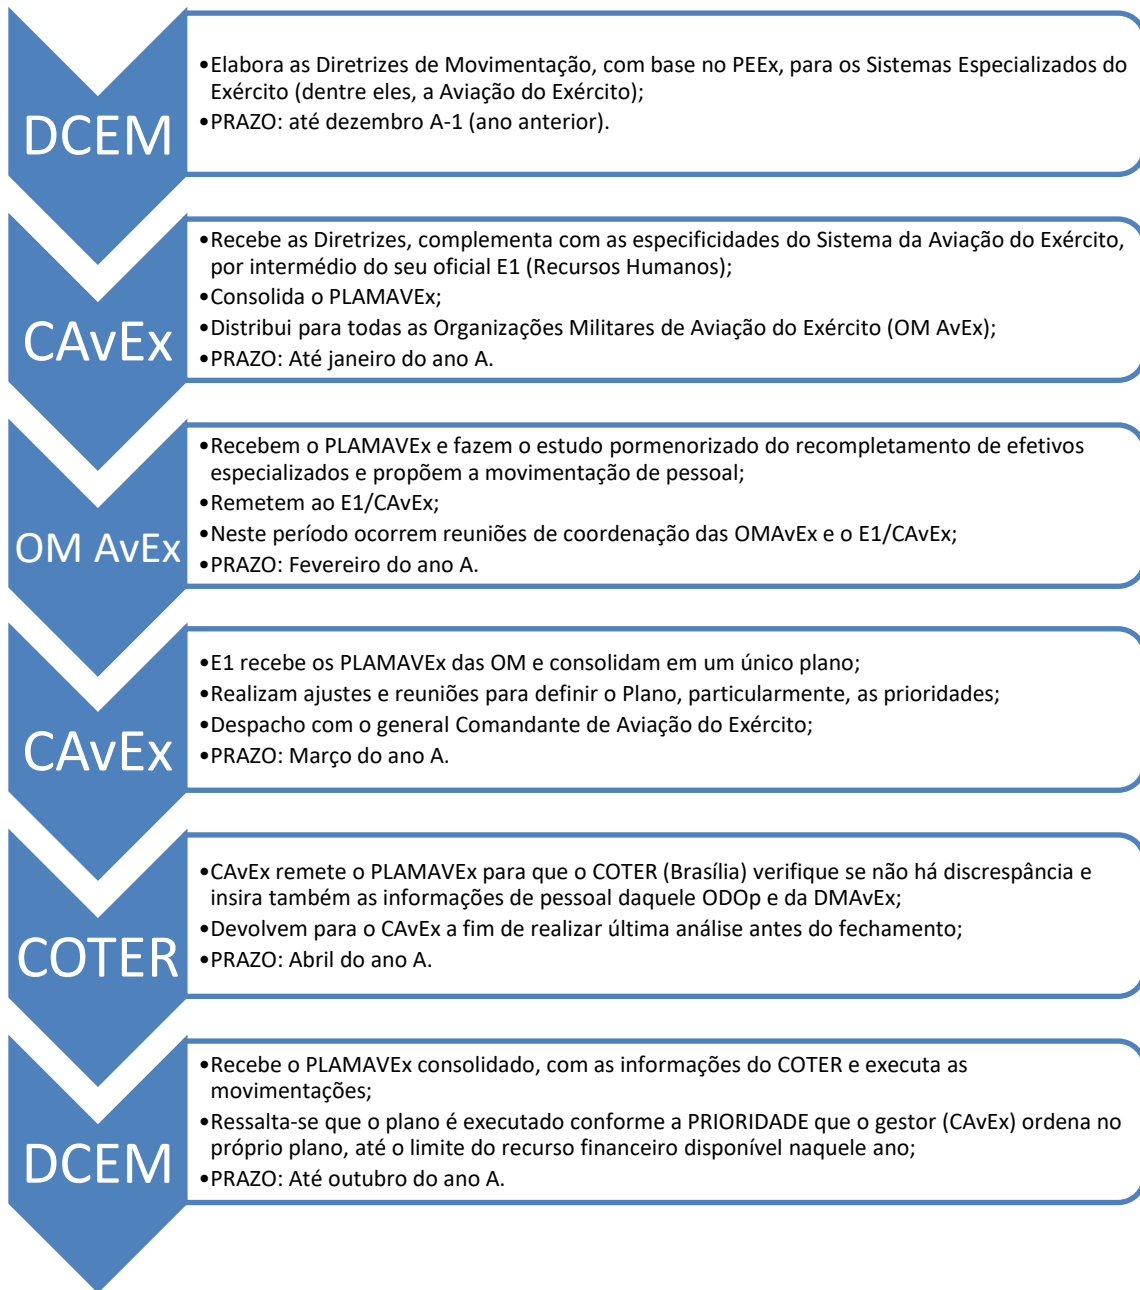 DCEM
•Elabora as Diretrizes de Movimentação, com base no PEEx, para os Sistemas Especializados do
Exército (dentre eles, a Aviação do Exército);
•PRAZO: até dezembro A-1 (ano anterior).
CAvEx
•Recebe as Diretrizes, complementa com as especificidades do Sistema da Aviação do Exército,
por intermédio do seu oficial E1 (Recursos Humanos);
•Consolida o PLAMAVEx;
•Distribui para todas as Organizações Militares de Aviação do Exército (OM AvEx);
•PRAZO: Até janeiro do ano A.
OM AvEx
•Recebem o PLAMAVEx e fazem o estudo pormenorizado do recompletamento de efetivos
especializados e propõem a movimentação de pessoal;
•Remetem ao E1/CAvEx;
•Neste período ocorrem reuniões de coordenação das OMAvEx e o E1/CAvEx;
•PRAZO: Fevereiro do ano A.
CAvEx
•E1 recebe os PLAMAVEx das OM e consolidam em um único plano;
•Realizam ajustes e reuniões para definir o Plano, particularmente, as prioridades;
•Despacho com o general Comandante de Aviação do Exército;
•PRAZO: Março do ano A.
COTER
•CAvEx remete o PLAMAVEx para que o COTER (Brasília) verifique se não há discrespância e
insira também as informações de pessoal daquele ODOp e da DMAvEx;
•Devolvem para o CAvEx a fim de realizar última análise antes do fechamento;
•PRAZO: Abril do ano A.
DCEM
•Recebe o PLAMAVEx consolidado, com as informações do COTER e executa as
movimentações;
•Ressalta-se que o plano é executado conforme a PRIORIDADE que o gestor (CAvEx) ordena no
próprio plano, até o limite do recurso financeiro disponível naquele ano;
•PRAZO: Até outubro do ano A.